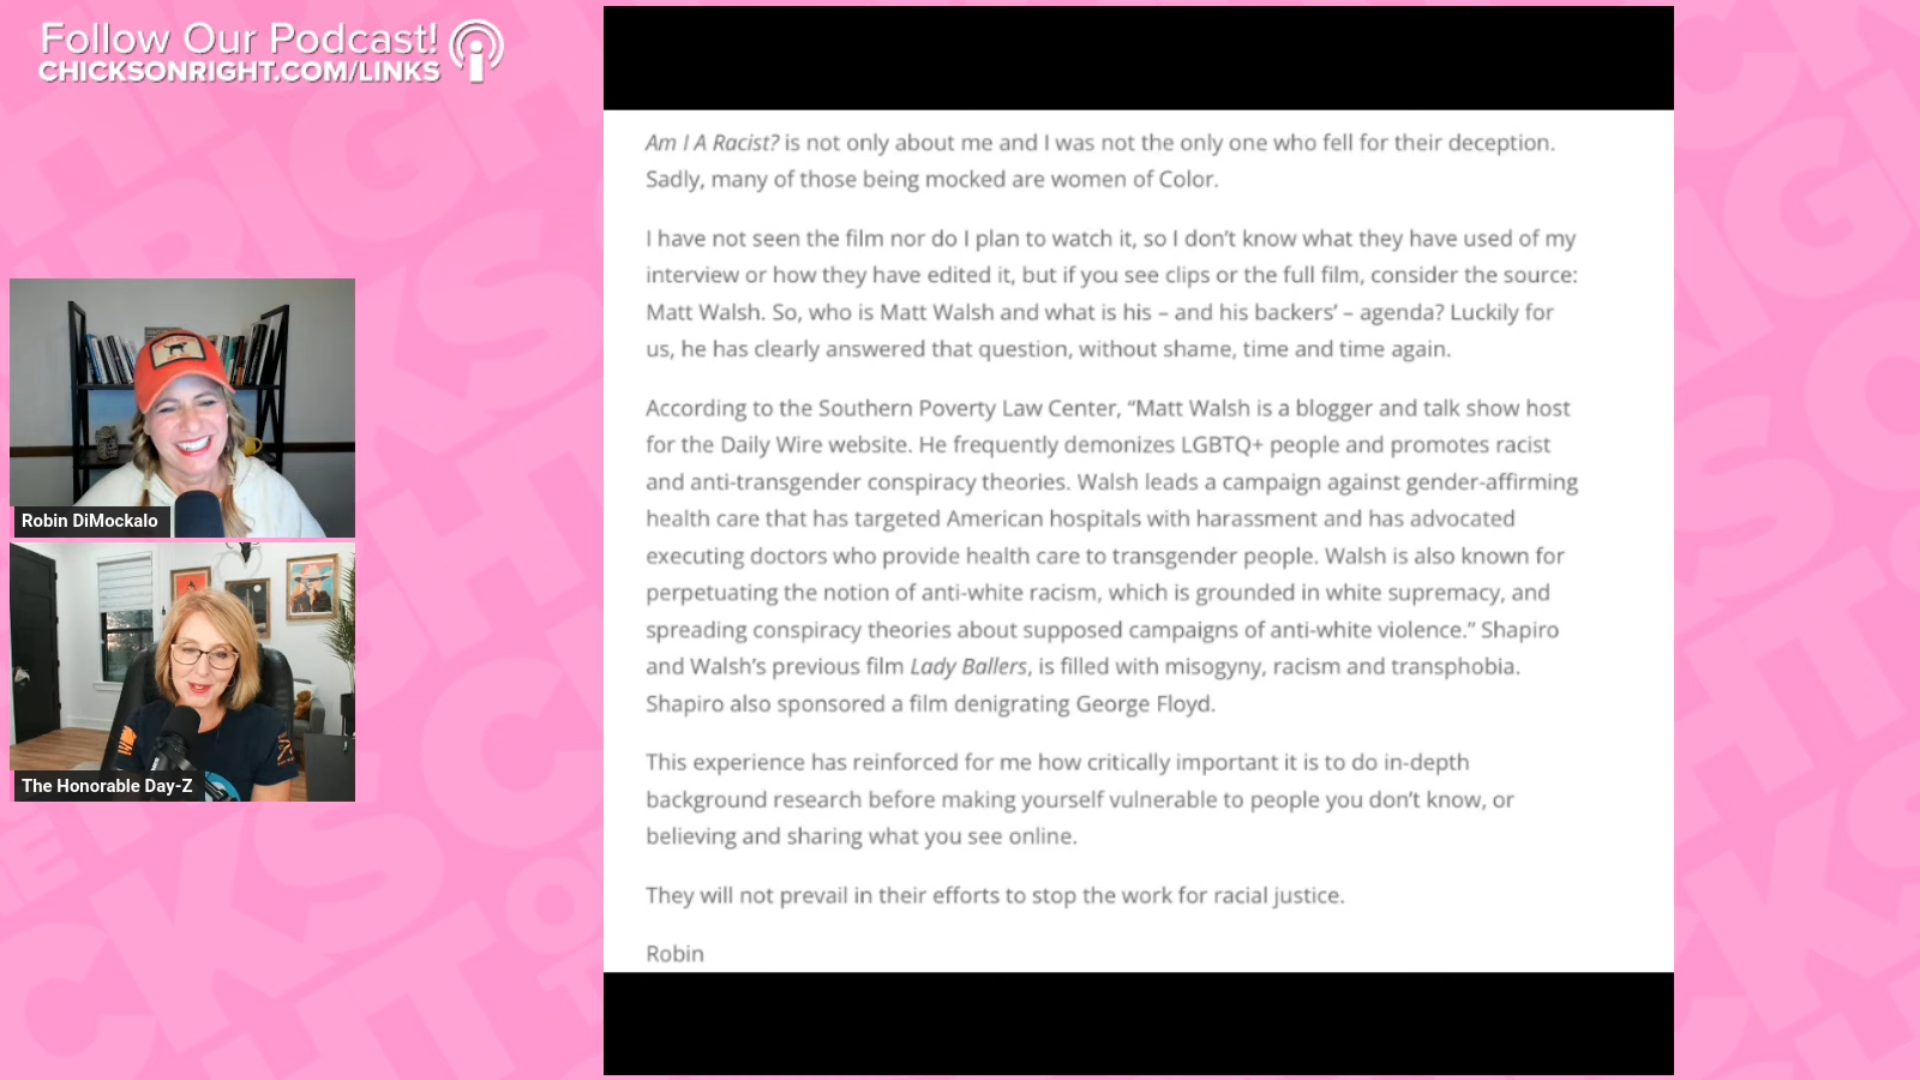 Follow Our Podcast!
CHICKSONRIGHT.COM/LINKS
Robin DiMockalo
The Honorable Day-Z
Am I A Racist? is not only about me and I was not the only one who fell for their deception.
Sadly, many of those being mocked are women of Color.
I have not seen the film nor do I plan to watch it, so I don't know what they have used of my
interview or how they have edited it, but if you see clips or the full film, consider the source:
Matt Walsh. So, who is Matt Walsh and what is his – and his backers' – agenda? Luckily for
us, he has clearly answered that question, without shame, time and time again.
According to the Southern Poverty Law Center, “Matt Walsh is a blogger and talk show host
for the Daily Wire website. He frequently demonizes LGBTQ+ people and promotes racist
and anti-transgender conspiracy theories. Walsh leads a campaign against gender-affirming
health care that has targeted American hospitals with harassment and has advocated
executing doctors who provide health care to transgender people. Walsh is also known for
perpetuating the notion of anti-white racism, which is grounded in white supremacy, and
spreading conspiracy theories about supposed campaigns of anti-white violence.” Shapiro
and Walsh's previous film Lady Ballers, is filled with misogyny, racism and transphobia.
Shapiro also sponsored a film denigrating George Floyd.
This experience has reinforced for me how critically important it is to do in-depth
background research before making yourself vulnerable to people you don't know, or
believing and sharing what you see online.
They will not prevail in their efforts to stop the work for racial justice.
Robin